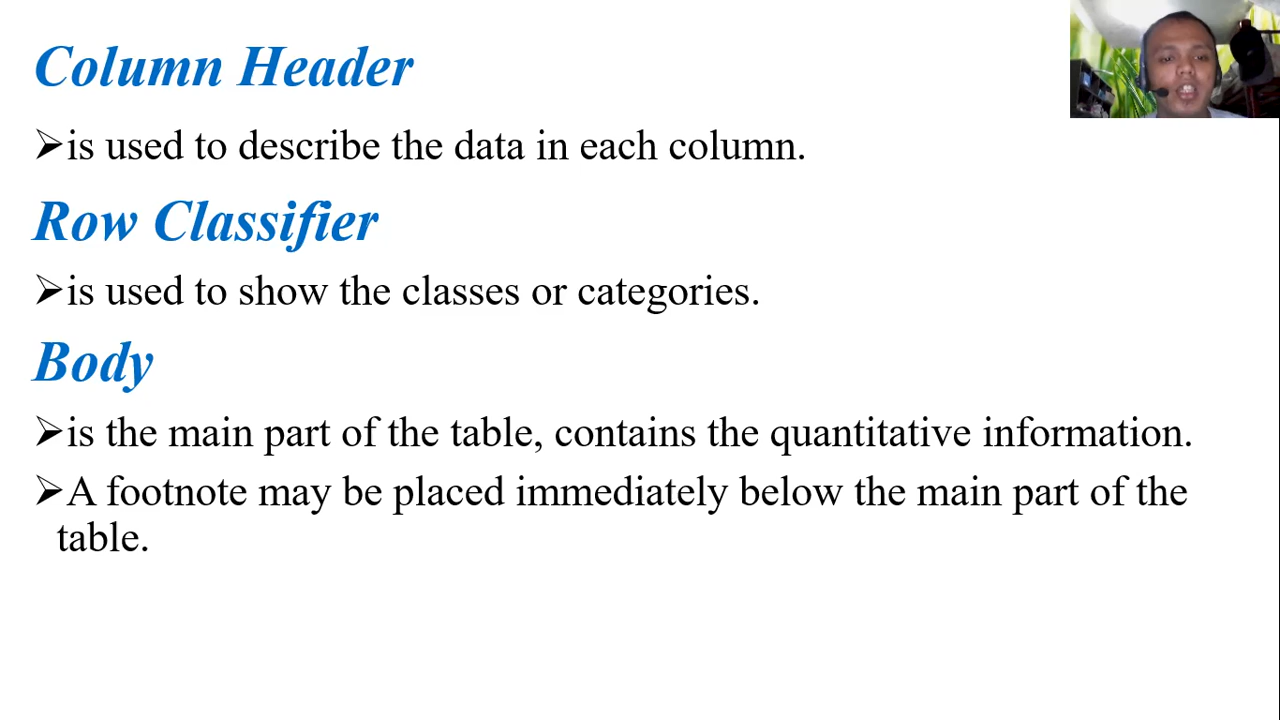 Column Header
➢is used to describe the data in each column.
Row Classifier
➢is used to show the classes or categories.
Body
➢is the main part of the table, contains the quantitative information.
➢A footnote may be placed immediately below the main part of the
table.